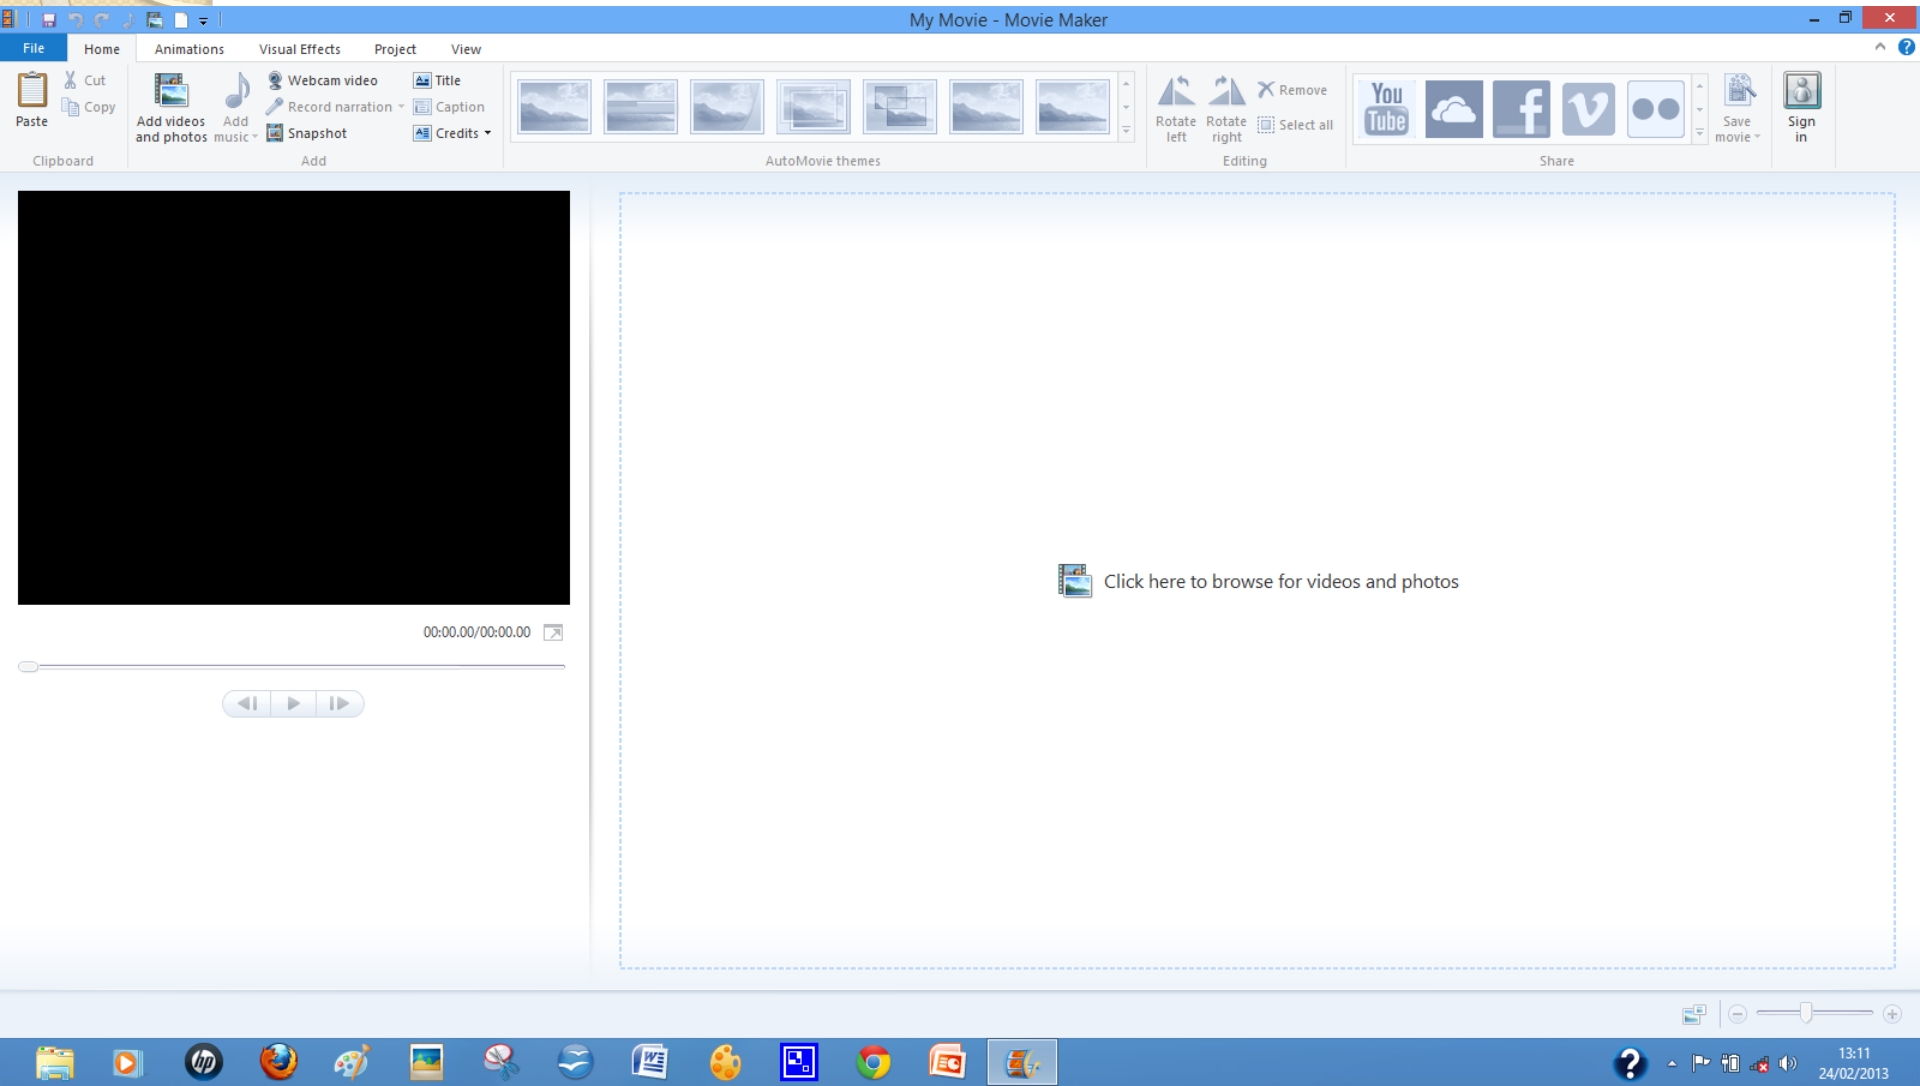 My Movie - Movie Maker
File Home Animations Visual Effects Project View
Paste
Cut
Copy
Clipboard
Add videos
and photos
Add
music
Webcam video
Record narration
Snapshot
Title
Caption
Credits
Add
AutoMovie themes
Rotate
left
Rotate
right
Remove
Select all
Editing
You
Tube
Share
Save
movie
Sign
in
00:00.00/00:00.00
Click here to browse for videos and photos
13:11
24/02/2013